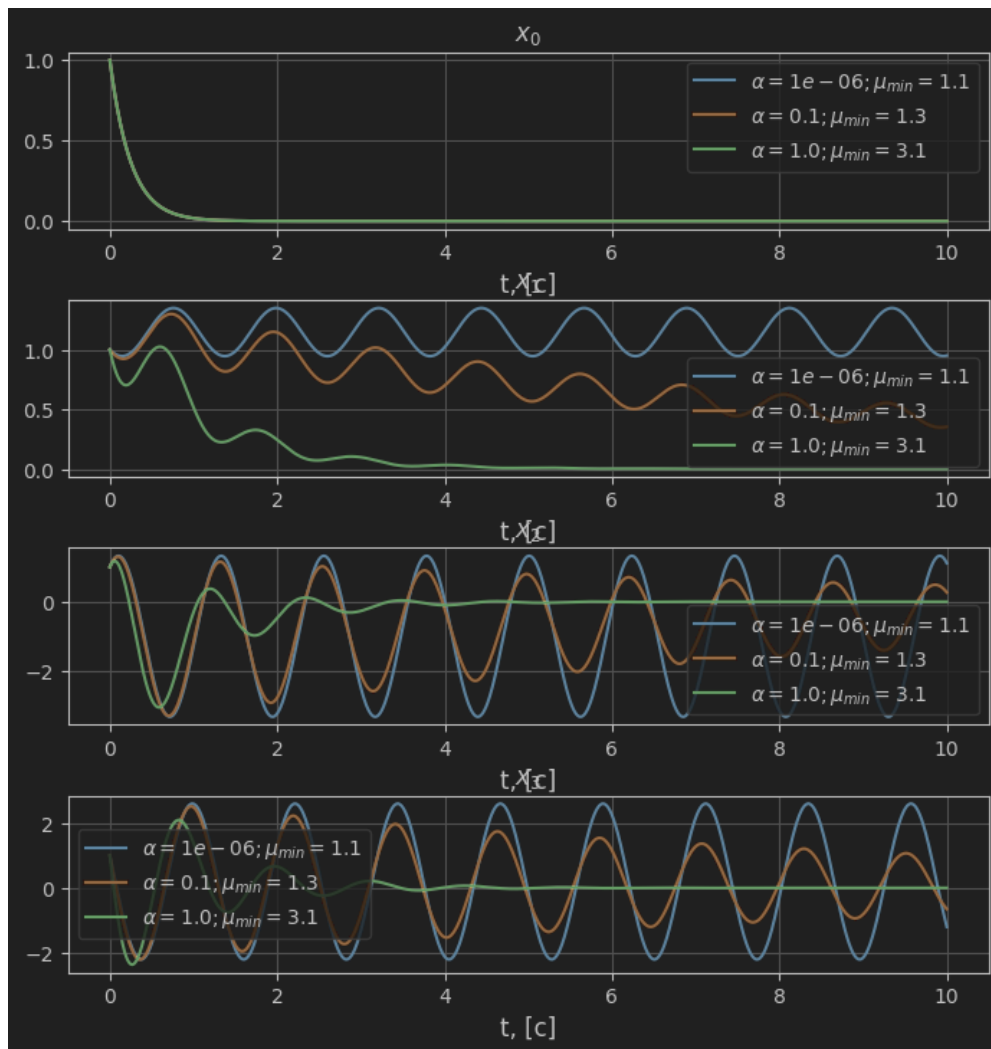 x₀
1.0
0.5
0.0
α = 1e − 06; μₘᵢₙ = 1.1
α = 0.1; μₘᵢₙ = 1.3
α = 1.0; μₘᵢₙ = 3.1
0 2 4 6 8 10
t, [c]
x₁
1.0
0.5
0.0
α = 1e − 06; μₘᵢₙ = 1.1
α = 0.1; μₘᵢₙ = 1.3
α = 1.0; μₘᵢₙ = 3.1
0 2 4 6 8 10
t, [c]
x₂
0
−2
α = 1e − 06; μₘᵢₙ = 1.1
α = 0.1; μₘᵢₙ = 1.3
α = 1.0; μₘᵢₙ = 3.1
0 2 4 6 8 10
t, [c]
x₃
2
0
−2
α = 1e − 06; μₘᵢₙ = 1.1
α = 0.1; μₘᵢₙ = 1.3
α = 1.0; μₘᵢₙ = 3.1
0 2 4 6 8 10
t, [c]